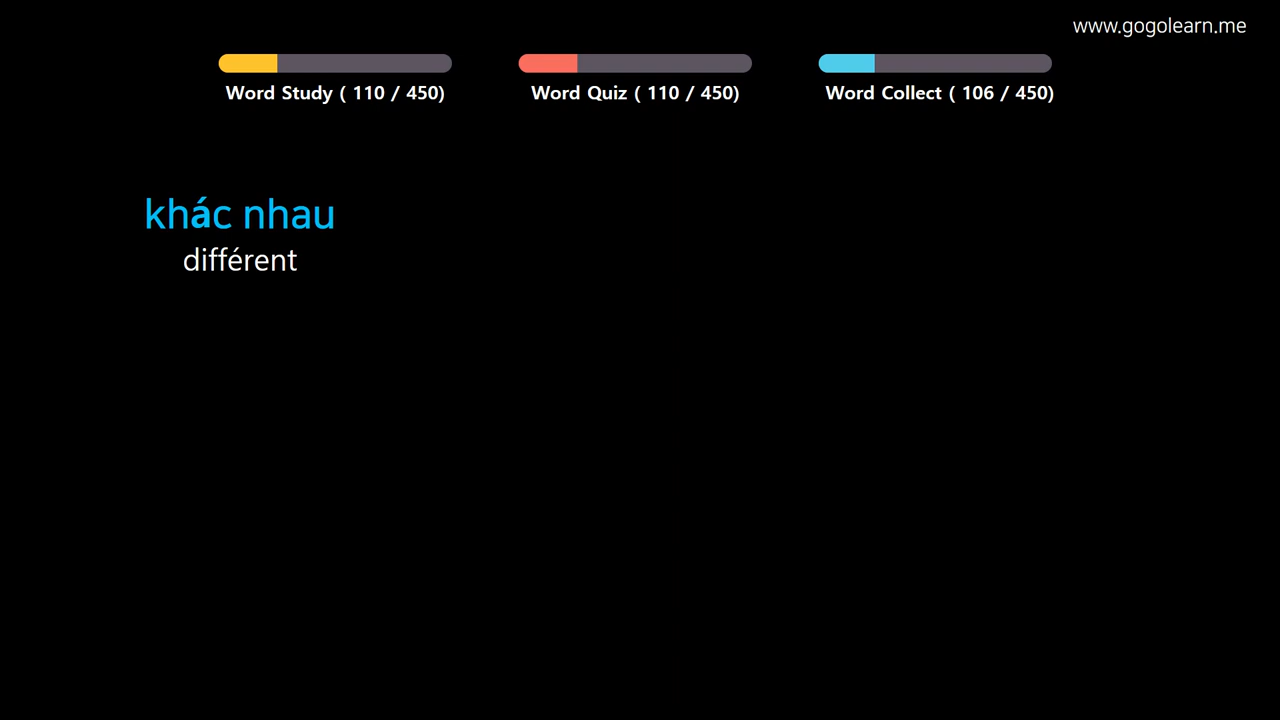 www.gogolearn.me
Word Study ( 110 / 450)
Word Quiz ( 110 / 450)
Word Collect ( 106 / 450)
khác nhau
différent